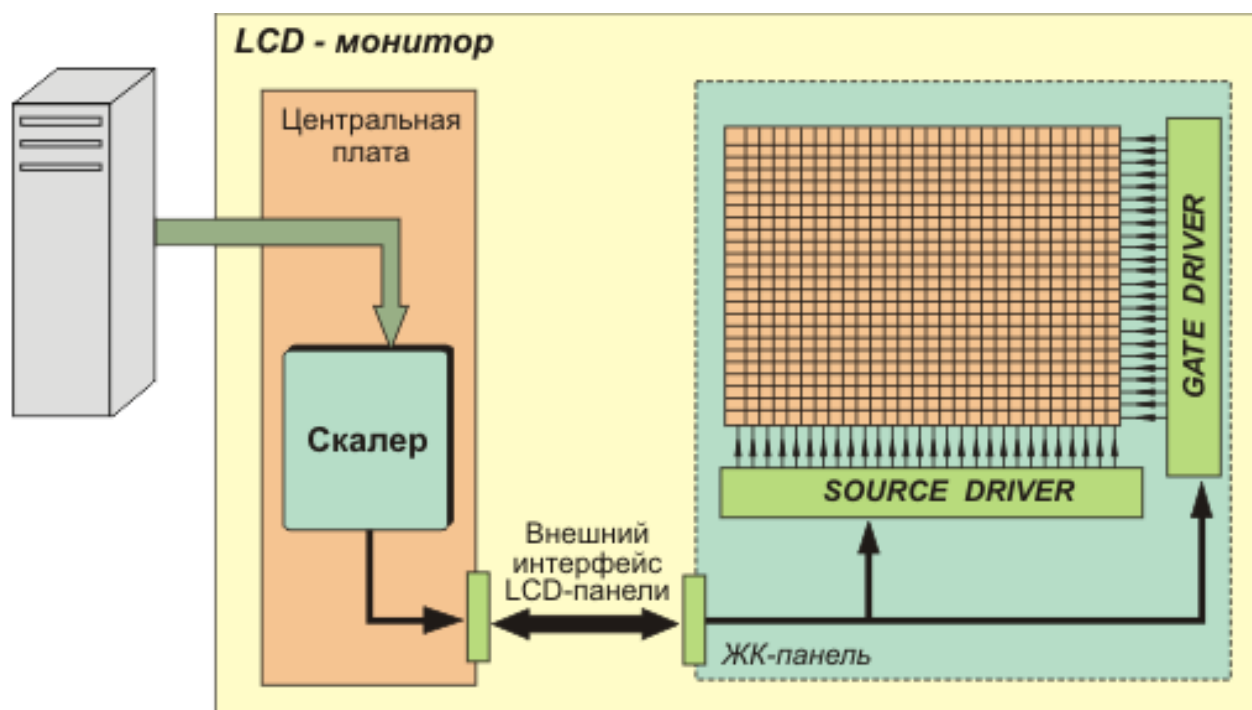 LCD - монитор
Центральная
плата
Скалер
Внешний
интерфейс
LCD-панели
GATE DRIVER
SOURCE DRIVER
ЖК-панель